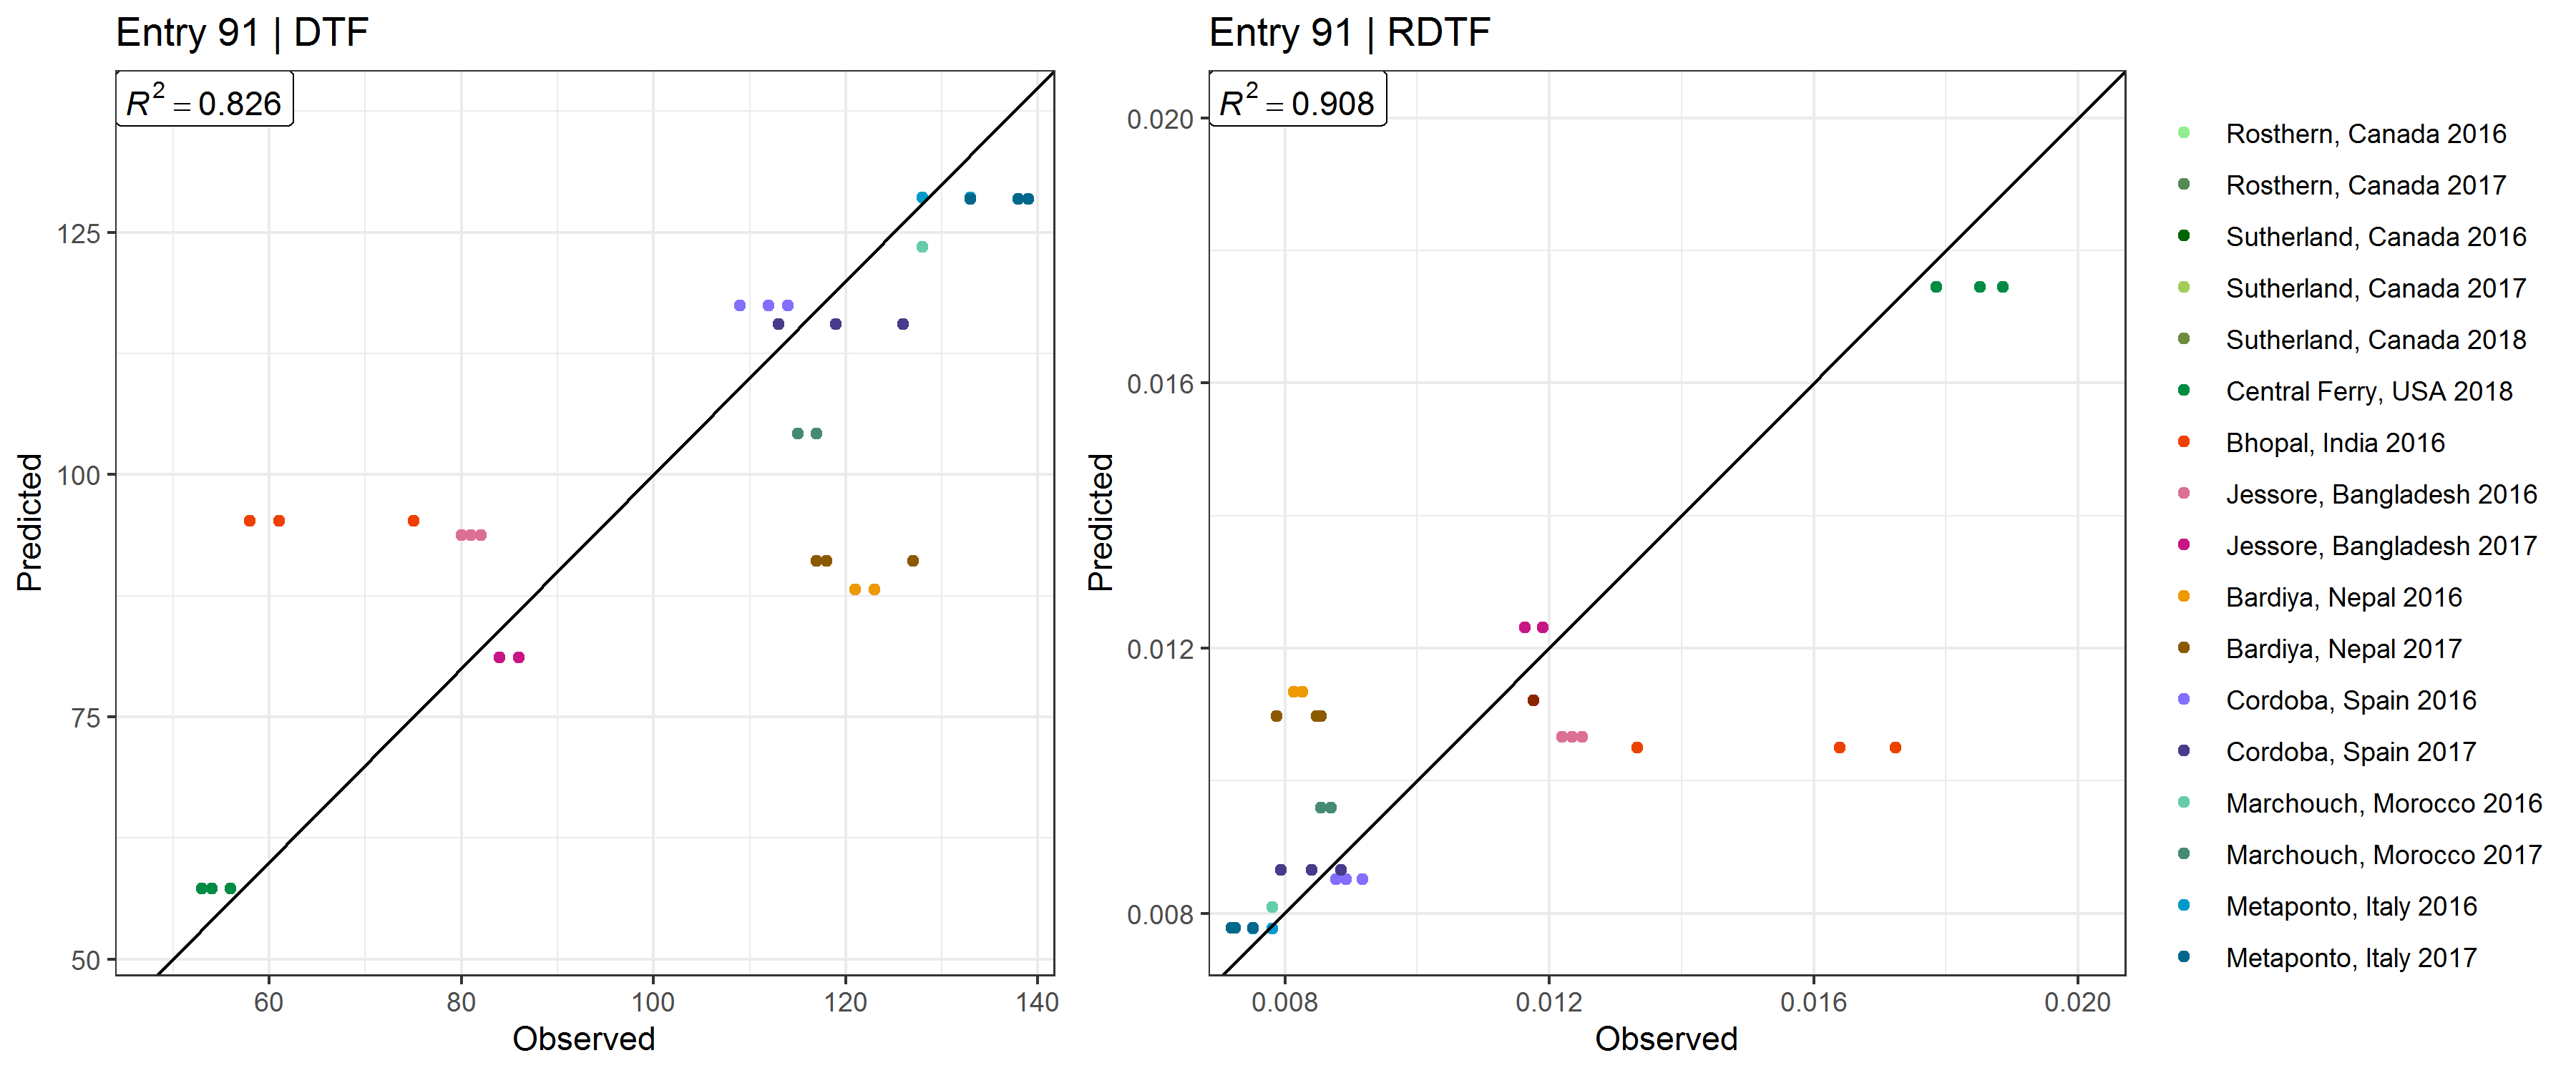 Entry 91 | DTF
R² = 0.826
125
100
75
50
Predicted
60 80 100 120 140
Observed
Entry 91 | RDTF
R² = 0.908
0.020
0.016
0.012
0.008
Predicted
0.008 0.012 0.016 0.020
Observed
Rosthern, Canada 2016
Rosthern, Canada 2017
Sutherland, Canada 2016
Sutherland, Canada 2017
Sutherland, Canada 2018
Central Ferry, USA 2018
Bhopal, India 2016
Jessore, Bangladesh 2016
Jessore, Bangladesh 2017
Bardiya, Nepal 2016
Bardiya, Nepal 2017
Cordoba, Spain 2016
Cordoba, Spain 2017
Marchouch, Morocco 2016
Marchouch, Morocco 2017
Metaponto, Italy 2016
Metaponto, Italy 2017